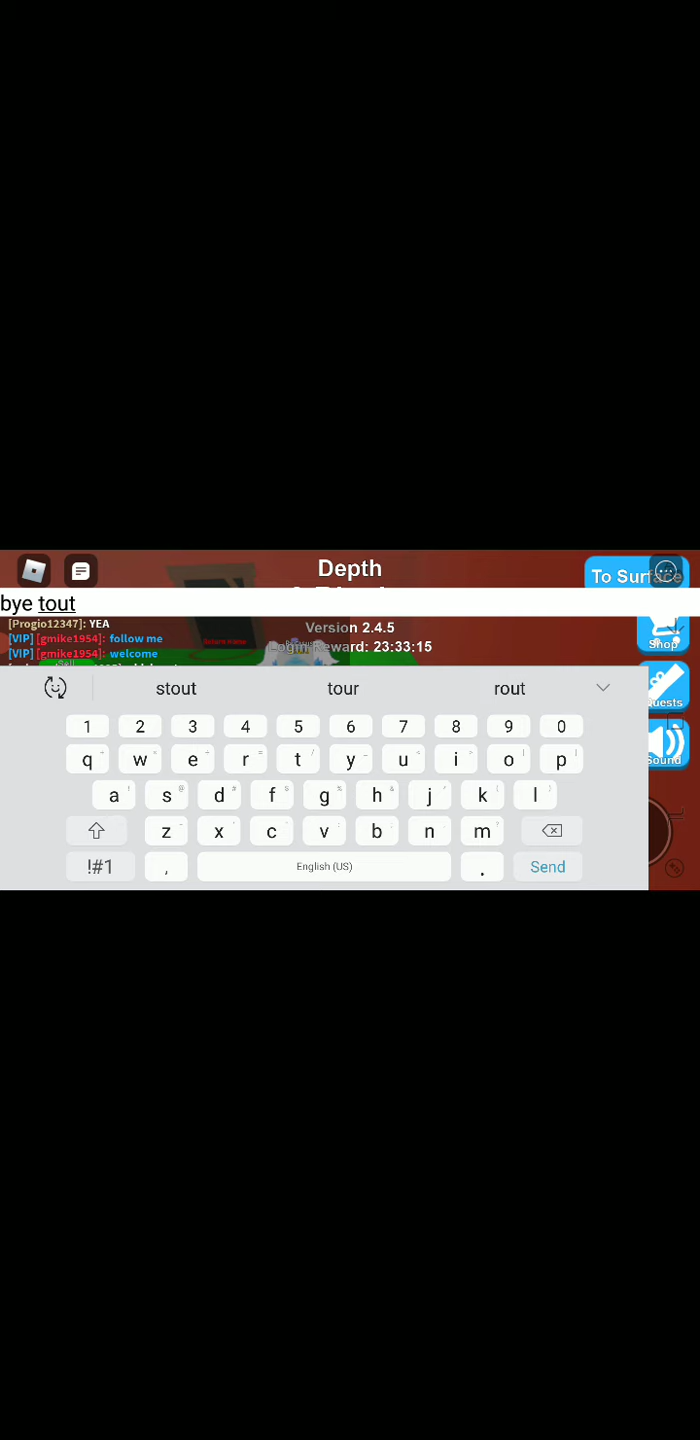 Depth
To Surface
bye tout
[Progio12347]: YEA
Version 2.4.5
[VIP] [gmike1954]: follow me
Login Reward: 23:33:15
Shop
[VIP] [gmike1954]: welcome
stout tour rout
Quests
1 2 3 4 5 6 7 8 9 0
q w e r t y u i o p
Sound
a s d f g h j k l
z x c v b n m
!#1 , English (US) . Send